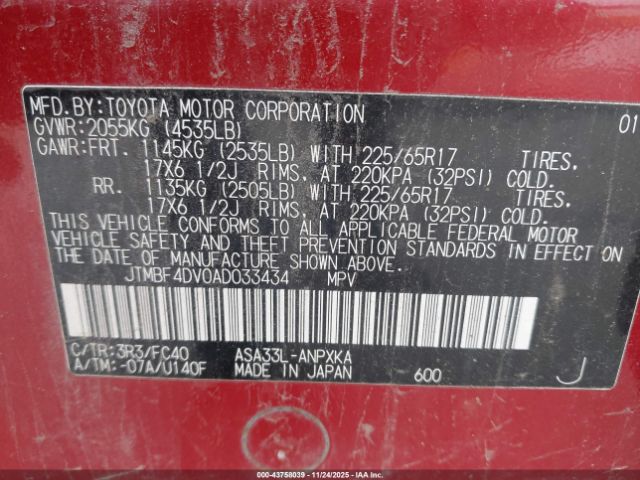 MFD.BY:TOYOTA MOTOR CORPORATION 01
GVWR:2055KG (4535LB)
GAWR:FRT. 1145KG (2535LB) WITH 225/65R17 TIRES,
17X6 1/2J RIMS, AT 220KPA (32PSI) COLD.
RR. 1135KG (2505LB) WITH 225/65R17 TIRES,
17X6 1/2J RIMS, AT 220KPA (32PSI) COLD.
THIS VEHICLE CONFORMS TO ALL APPLICABLE FEDERAL MOTOR
VEHICLE SAFETY AND THEFT PREVENTION STANDARDS IN EFFECT ON
THE DATE OF MANUFACTURE SHOWN ABOVE.
JTMBF4DV0AD033434 MPV
C/TR:3R3/FC40 ASA33L-ANPXKA
A/TM:-07A/U140F MADE IN JAPAN 600 J
© IAA-43758039 - 11/24/2025 - IAAI.COM